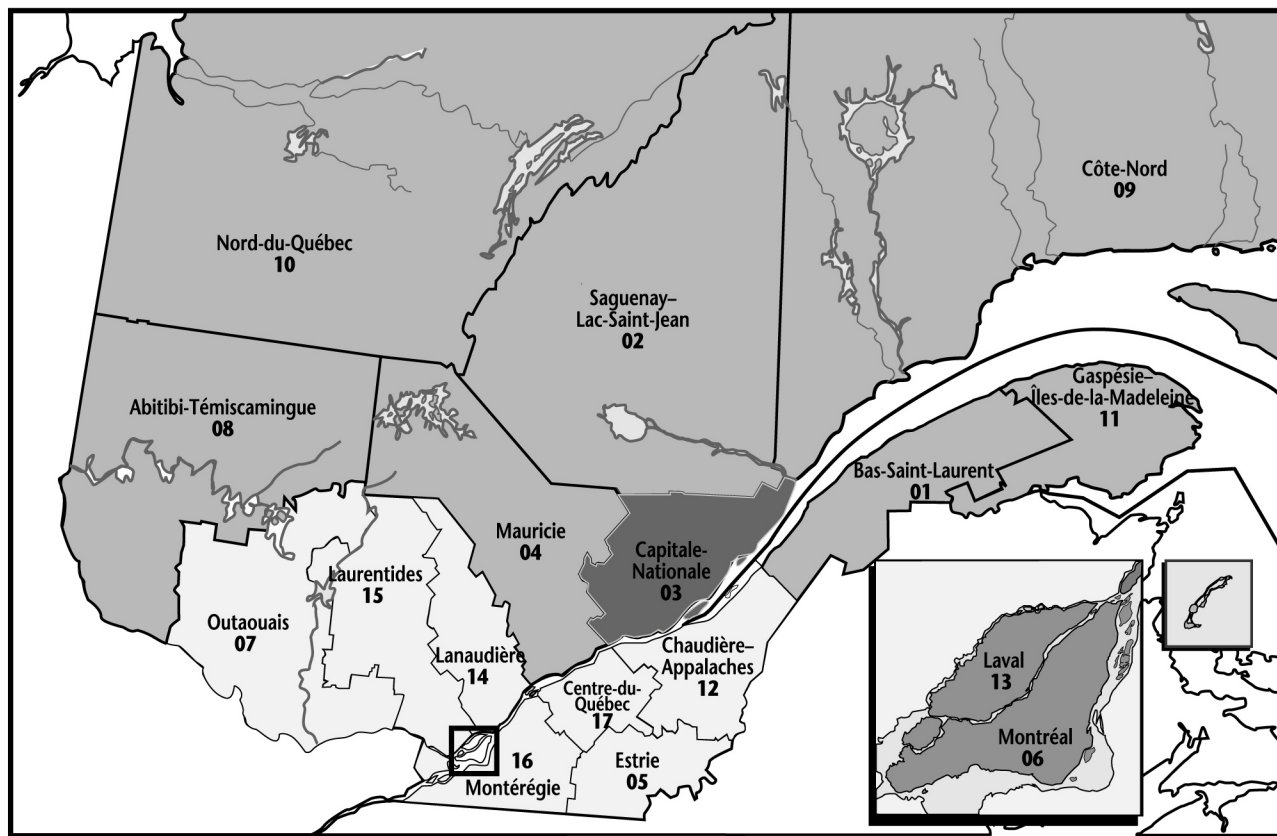 Côte-Nord
09
Nord-du-Québec
10
Saguenay–
Lac-Saint-Jean
02
Gaspésie–
Îles-de-la-Madeleine
11
Abitibi-Témiscamingue
08
Bas-Saint-Laurent
01
Mauricie
04
Capitale-
Nationale
03
Laurentides
15
Outaouais
07
Lanaudière
14
Chaudière–
Appalaches
12
Centre-du-
Québec
17
16
Montérégie
Estrie
05
Laval
13
Montréal
06